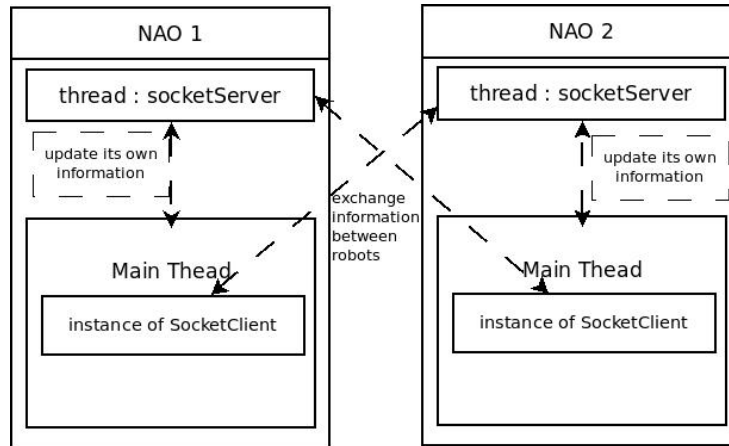 NAO 1
thread : socketServer
update its own
information
Main Thead
instance of SocketClient
exchange
information
between
robots
NAO 2
thread : socketServer
update its own
information
Main Thead
instance of SocketClient